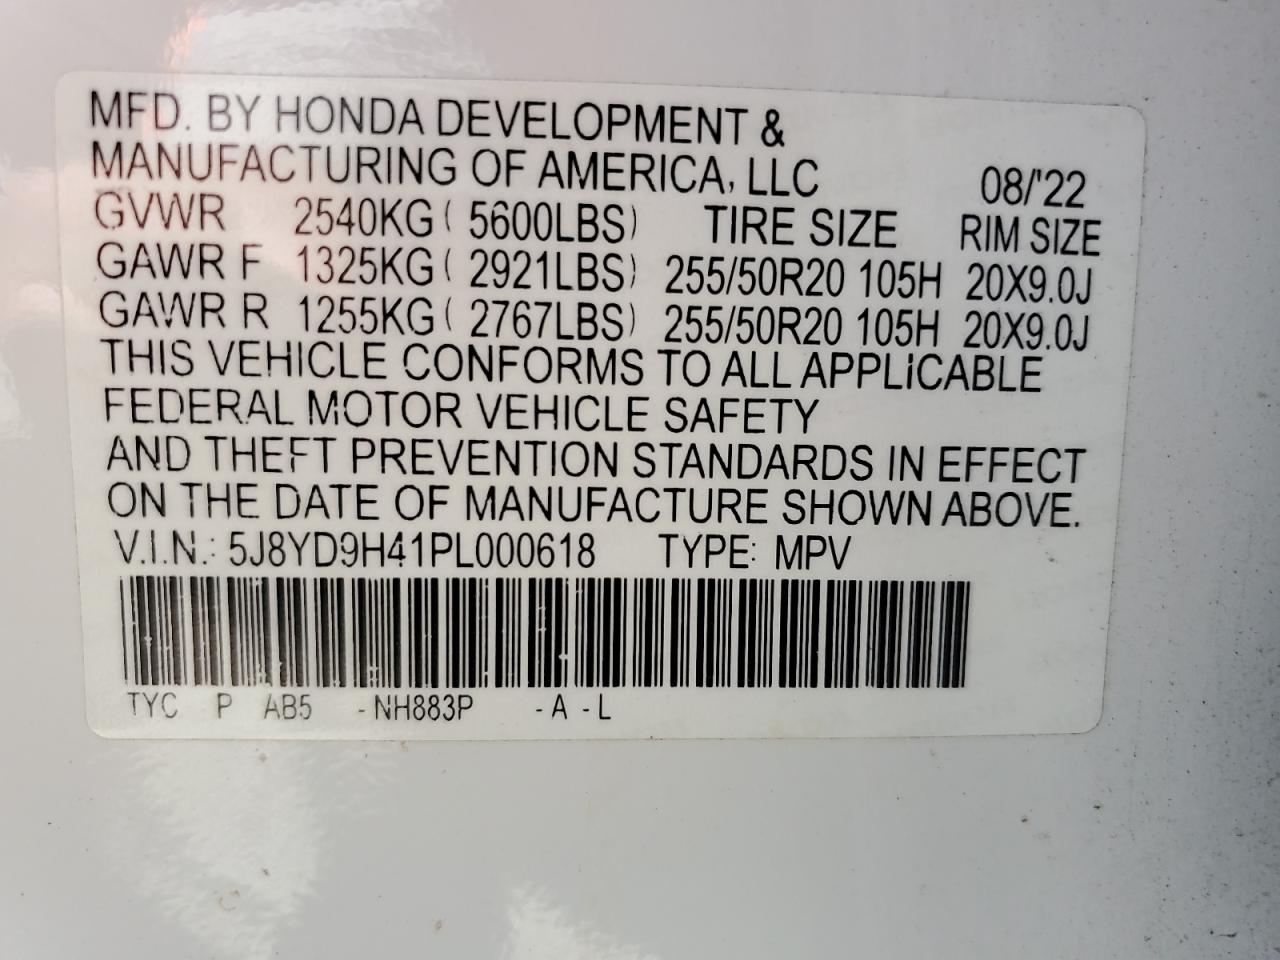 MFD. BY HONDA DEVELOPMENT &
MANUFACTURING OF AMERICA, LLC 08/'22
GVWR 2540KG ( 5600LBS) TIRE SIZE RIM SIZE
GAWR F 1325KG ( 2921LBS) 255/50R20 105H 20X9.0J
GAWR R 1255KG ( 2767LBS) 255/50R20 105H 20X9.0J
THIS VEHICLE CONFORMS TO ALL APPLICABLE
FEDERAL MOTOR VEHICLE SAFETY
AND THEFT PREVENTION STANDARDS IN EFFECT
ON THE DATE OF MANUFACTURE SHOWN ABOVE.
V.I.N.: 5J8YD9H41PL000618 TYPE: MPV
TYC P AB5 -NH883P -A -L